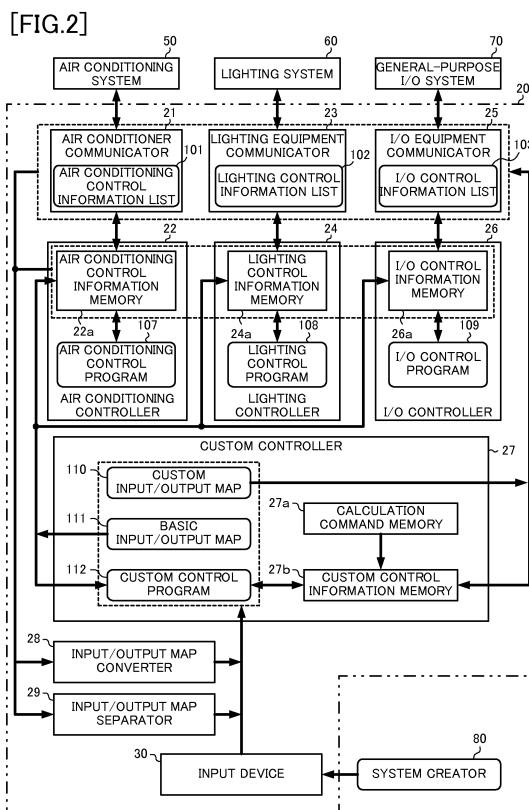 [FIG.2]
50
60
70
AIR CONDITIONING
SYSTEM
LIGHTING SYSTEM
GENERAL-PURPOSE
I/O SYSTEM
20
21
23
25
AIR CONDITIONER
COMMUNICATOR
101
AIR CONDITIONING
CONTROL
INFORMATION LIST
LIGHTING EQUIPMENT
COMMUNICATOR
102
LIGHTING CONTROL
INFORMATION LIST
I/O EQUIPMENT
COMMUNICATOR
103
I/O CONTROL
INFORMATION LIST
22
24
26
AIR CONDITIONING
CONTROL
INFORMATION
MEMORY
LIGHTING
CONTROL
INFORMATION
MEMORY
I/O CONTROL
INFORMATION
MEMORY
22a
107
24a
108
26a
109
AIR CONDITIONING
CONTROL
PROGRAM
LIGHTING
CONTROL
PROGRAM
I/O CONTROL
PROGRAM
AIR CONDITIONING
CONTROLLER
LIGHTING
CONTROLLER
I/O CONTROLLER
CUSTOM CONTROLLER
27
110
CUSTOM
INPUT/OUTPUT MAP
27a
CALCULATION
COMMAND MEMORY
111
BASIC
INPUT/OUTPUT MAP
112
CUSTOM CONTROL
PROGRAM
27b
CUSTOM CONTROL
INFORMATION MEMORY
28
INPUT/OUTPUT MAP
CONVERTER
29
INPUT/OUTPUT MAP
SEPARATOR
30
INPUT DEVICE
80
SYSTEM CREATOR